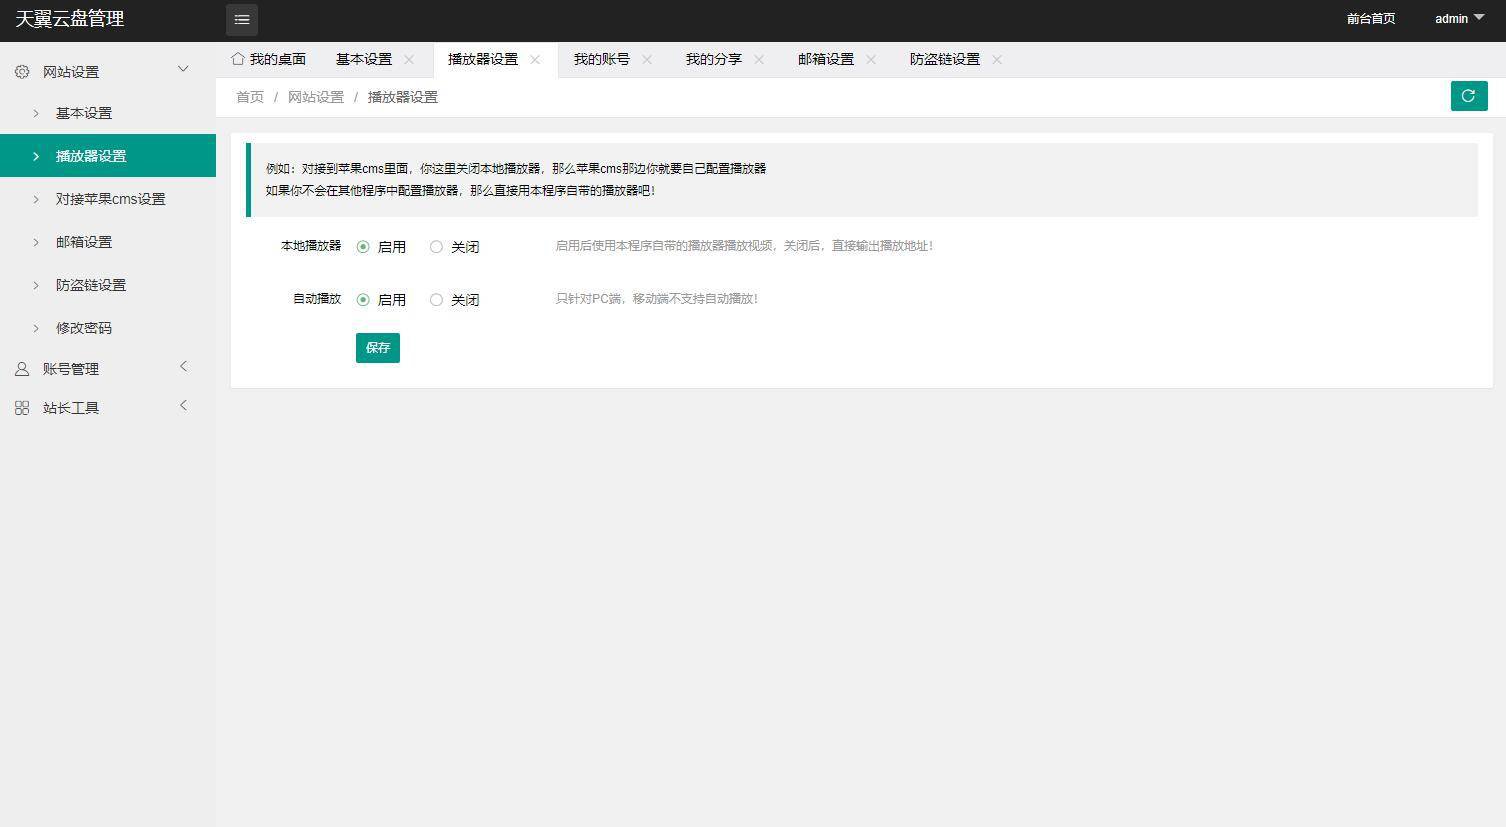 天翼云盘管理
前台首页
admin
网站设置
基本设置
播放器设置
对接苹果cms设置
邮箱设置
防盗链设置
修改密码
账号管理
站长工具
我的桌面 基本设置 播放器设置 我的账号 我的分享 邮箱设置 防盗链设置
首页 / 网站设置 / 播放器设置
例如：对接到苹果cms里面，你这里关闭本地播放器，那么苹果cms那边你就要自己配置播放器
如果你不会在其他程序中配置播放器，那么直接用本程序自带的播放器吧！
本地播放器 启用 关闭 启用后使用本程序自带的播放器播放视频，关闭后，直接输出播放地址！
自动播放 启用 关闭 只针对PC端，移动端不支持自动播放！
保存